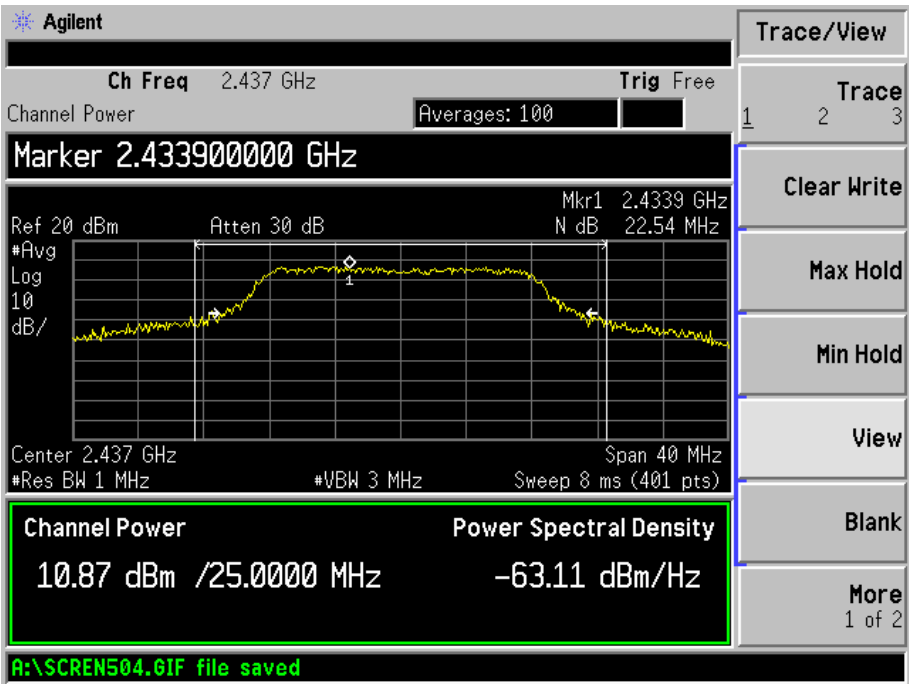 Agilent
Trace/View
Ch Freq 2.437 GHz Trig Free
Channel Power Averages: 100
Marker 2.433900000 GHz
Mkr1 2.4339 GHz
Ref 20 dBm Atten 30 dB N dB 22.54 MHz
#Avg
Log
10
dB/
1
Center 2.437 GHz Span 40 MHz
#Res BW 1 MHz #VBW 3 MHz Sweep 8 ms (401 pts)
Channel Power Power Spectral Density
10.87 dBm /25.0000 MHz -63.11 dBm/Hz
A:\SCREN504.GIF file saved
Trace
1 2 3
Clear Write
Max Hold
Min Hold
View
Blank
More
1 of 2